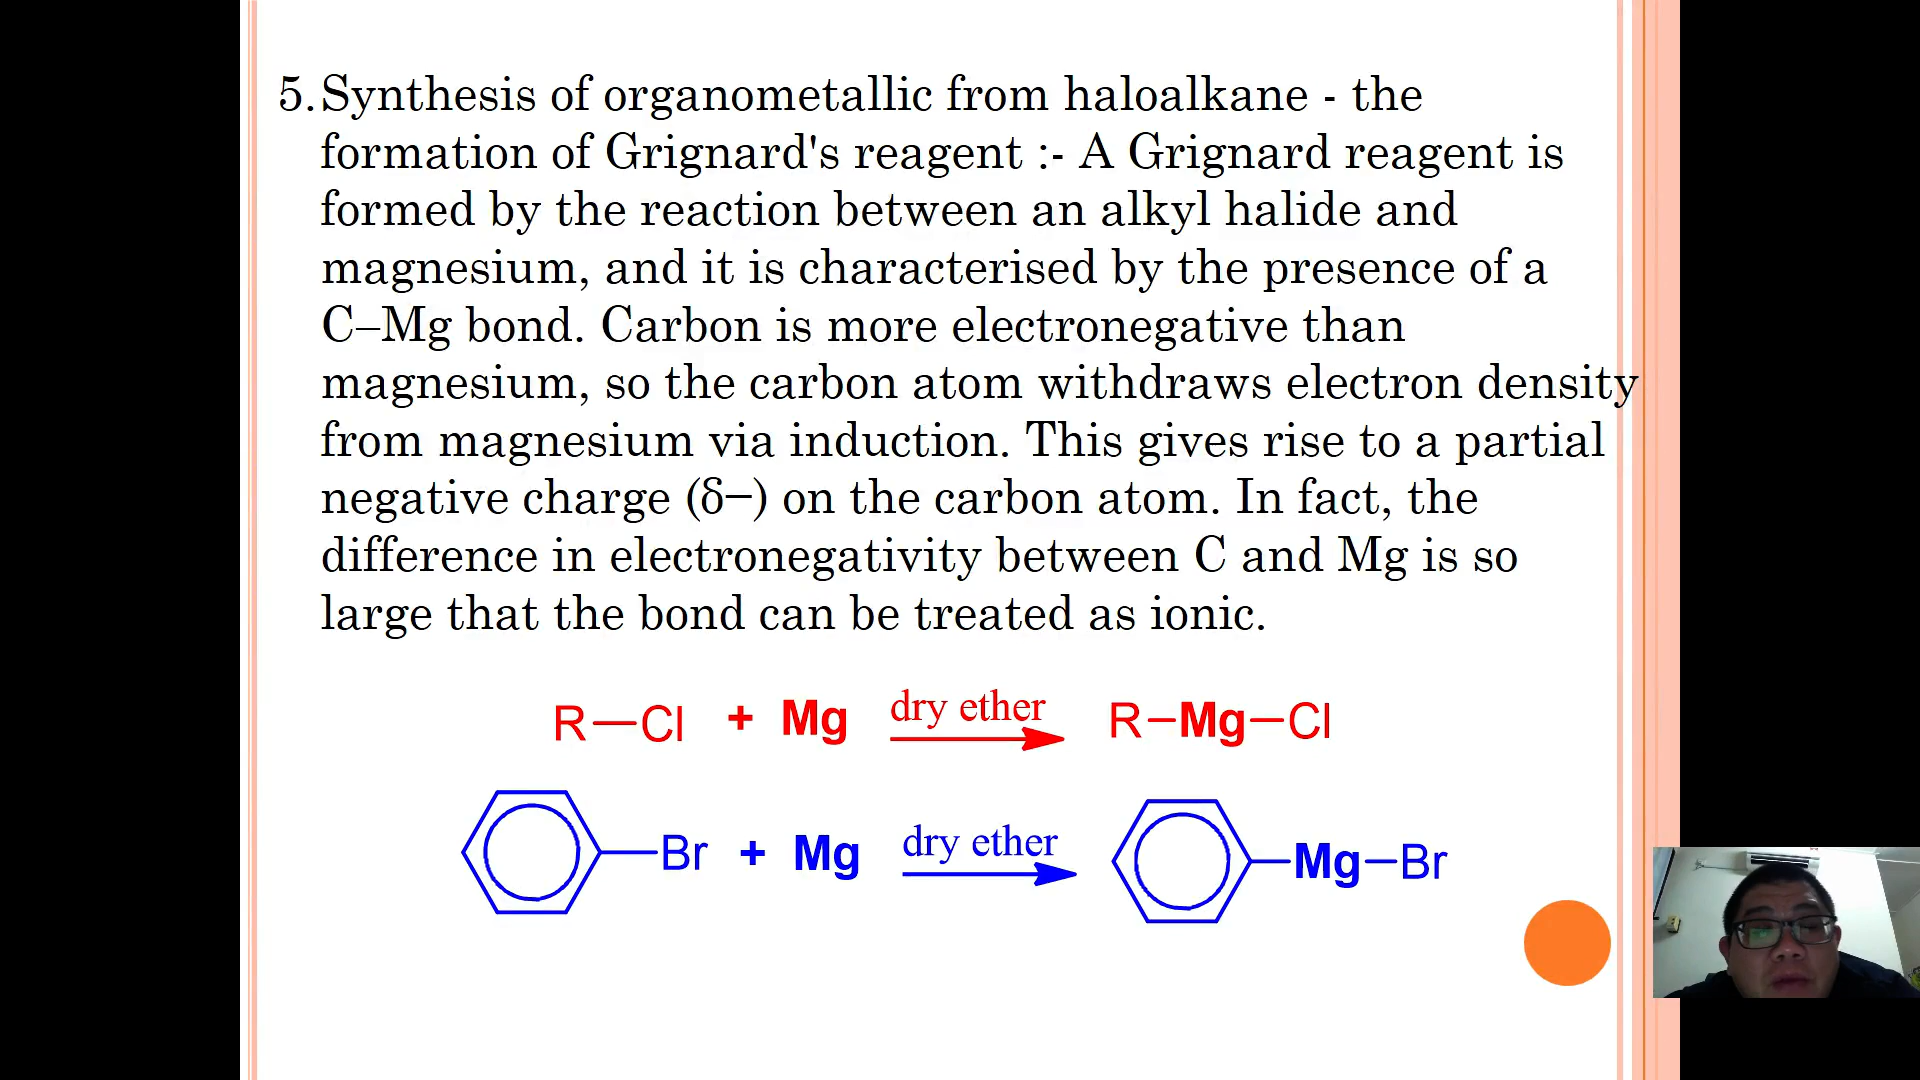 5. Synthesis of organometallic from haloalkane - the
formation of Grignard's reagent :- A Grignard reagent is
formed by the reaction between an alkyl halide and
magnesium, and it is characterised by the presence of a
C–Mg bond. Carbon is more electronegative than
magnesium, so the carbon atom withdraws electron density
from magnesium via induction. This gives rise to a partial
negative charge (δ−) on the carbon atom. In fact, the
difference in electronegativity between C and Mg is so
large that the bond can be treated as ionic.
R—Cl + Mg dry ether R–Mg—Cl
Br + Mg dry ether Mg–Br